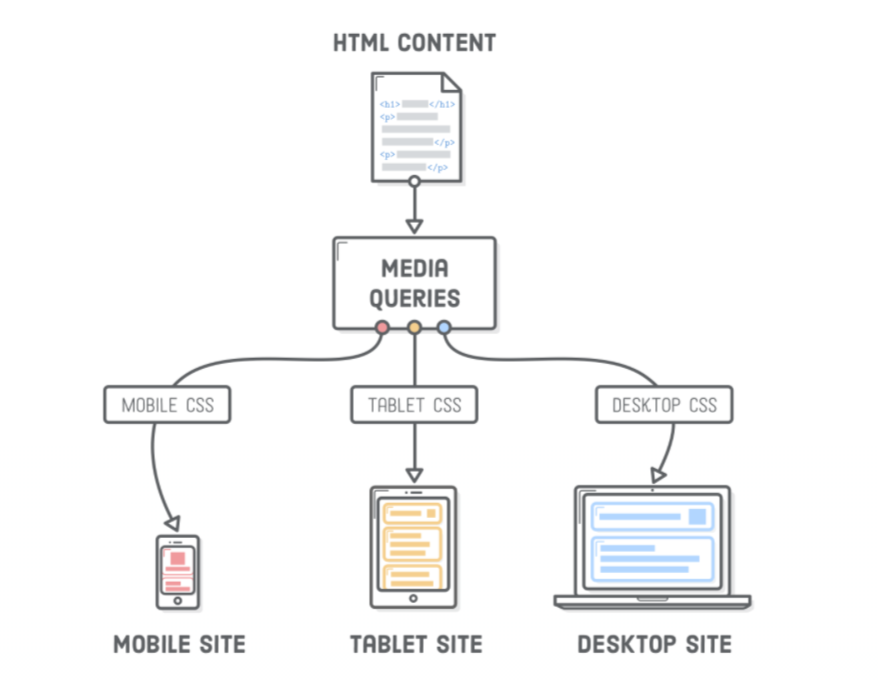 HTML CONTENT
<h1> </h1>
<p>
</p>
<p>
</p>
MEDIA
QUERIES
MOBILE CSS
TABLET CSS
DESKTOP CSS
MOBILE SITE
TABLET SITE
DESKTOP SITE